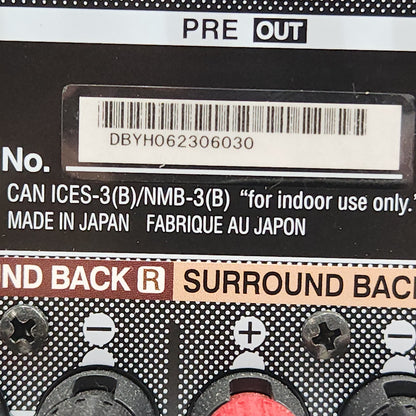 PRE OUT
DBYH062306030
No.
CAN ICES-3(B)/NMB-3(B) "for indoor use only."
MADE IN JAPAN FABRIQUE AU JAPON
ND BACK R SURROUND BAC
- + -